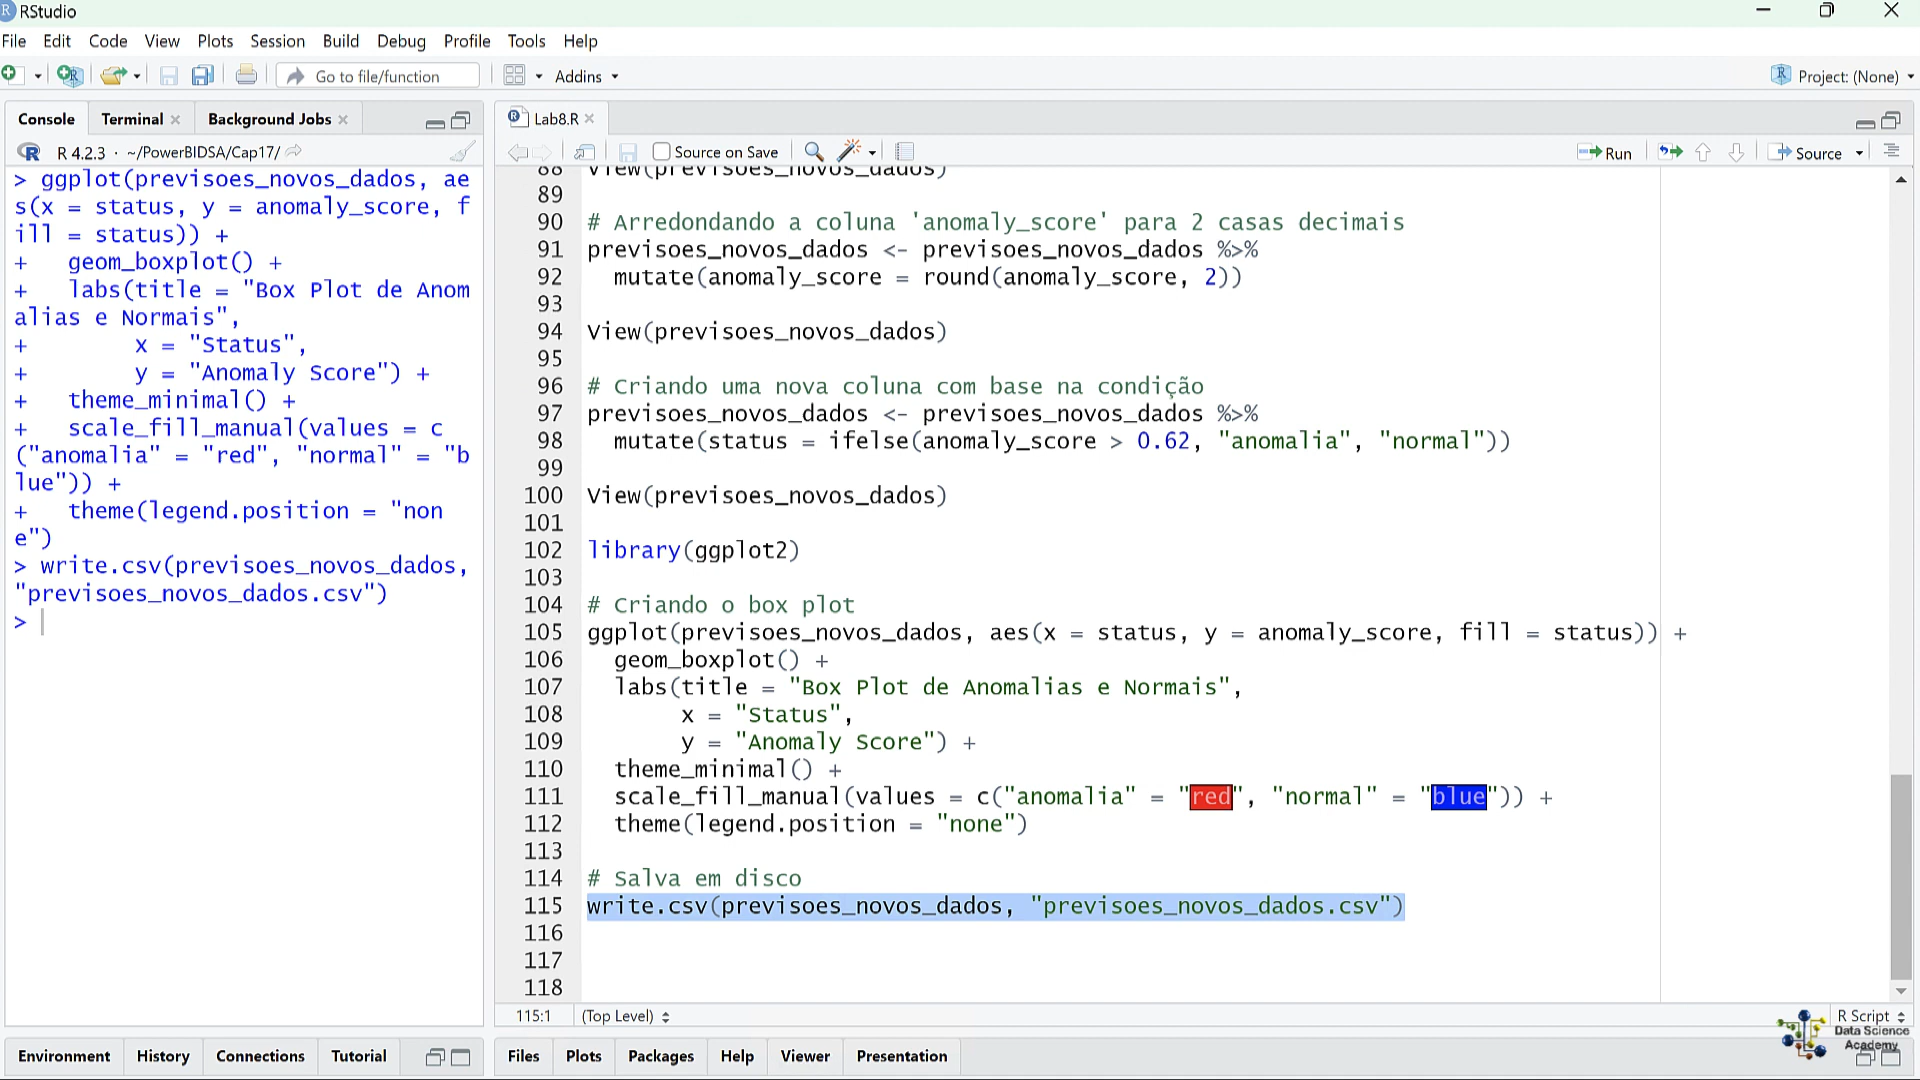 RStudio
File Edit Code View Plots Session Build Debug Profile Tools Help
Go to file/function Addins Project: (None)
Console Terminal Background Jobs
R 4.2.3 · ~/PowerBIDSA/Cap17/
> ggplot(previsoes_novos_dados, ae
s(x = status, y = anomaly_score, f
ill = status)) +
+   geom_boxplot() +
+   labs(title = "Box Plot de Anom
alias e Normais",
+        x = "Status",
+        y = "Anomaly Score") +
+   theme_minimal() +
+   scale_fill_manual(values = c
("anomalia" = "red", "normal" = "b
lue")) +
+   theme(legend.position = "non
e")
> write.csv(previsoes_novos_dados,
"previsoes_novos_dados.csv")
>
Lab8.R
Source on Save Run Source
88 View(previsoes_novos_dados)
89
90 # Arredondando a coluna 'anomaly_score' para 2 casas decimais
91 previsoes_novos_dados <- previsoes_novos_dados %>%
92   mutate(anomaly_score = round(anomaly_score, 2))
93
94 View(previsoes_novos_dados)
95
96 # Criando uma nova coluna com base na condição
97 previsoes_novos_dados <- previsoes_novos_dados %>%
98   mutate(status = ifelse(anomaly_score > 0.62, "anomalia", "normal"))
99
100 View(previsoes_novos_dados)
101
102 library(ggplot2)
103
104 # Criando o box plot
105 ggplot(previsoes_novos_dados, aes(x = status, y = anomaly_score, fill = status)) +
106   geom_boxplot() +
107   labs(title = "Box Plot de Anomalias e Normais",
108        x = "Status",
109        y = "Anomaly Score") +
110   theme_minimal() +
111   scale_fill_manual(values = c("anomalia" = "red", "normal" = "blue")) +
112   theme(legend.position = "none")
113
114 # Salva em disco
115 write.csv(previsoes_novos_dados, "previsoes_novos_dados.csv")
116
117
118
115:1 (Top Level) R Script
Data Science
Academy
Environment History Connections Tutorial
Files Plots Packages Help Viewer Presentation